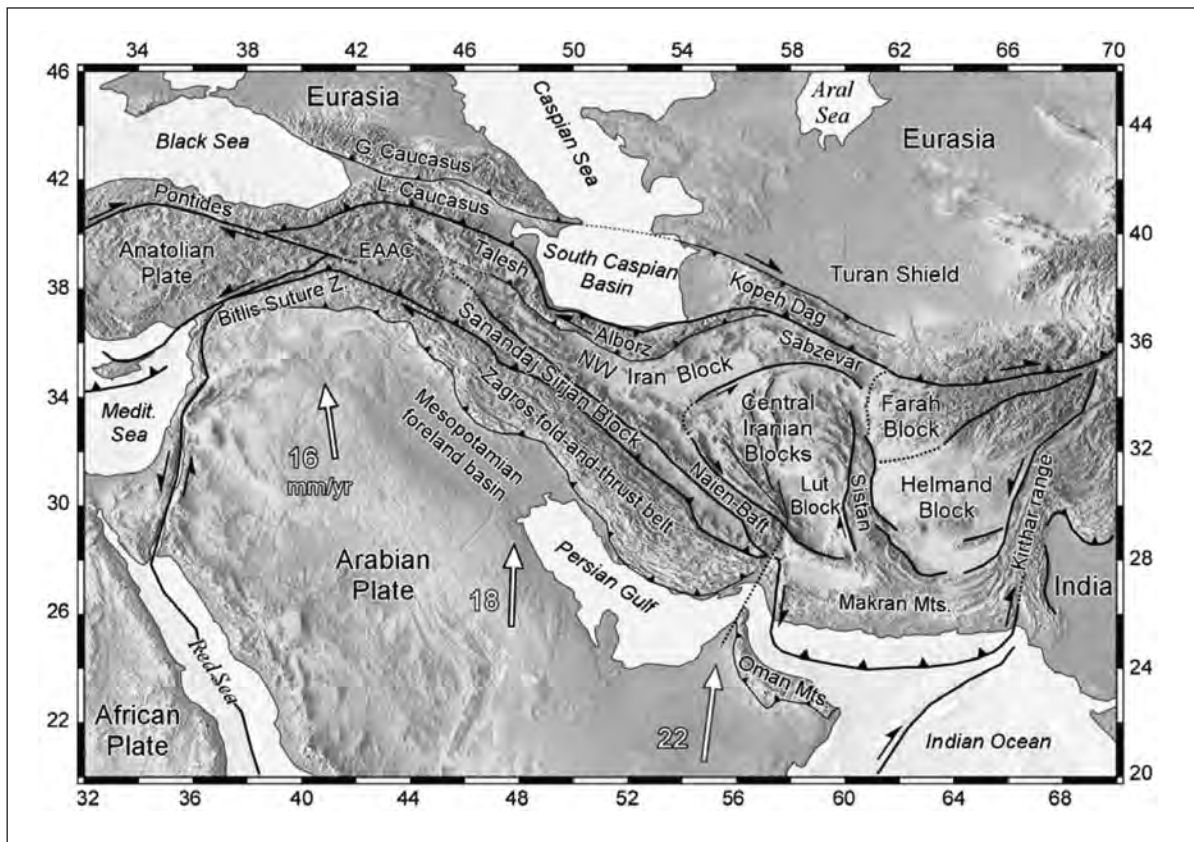 34 38 42 46 50 54 58 62 66 70
46
Eurasia
Caspian Sea
Aral
Sea
Eurasia
44
Black Sea
G. Caucasus
42
L. Caucasus
Pontides
40
40
Anatolian
Plate
EAAC
Talesh
South Caspian
Basin
Turan Shield
38
Kopeh Dag
Bitlis Suture Z.
36
Alborz
Sabzevar
36
NW Iran Block
Sanandaj Sirjan Block
34
Zagros fold-and-thrust belt
Central
Iranian
Blocks
Farah
Block
Medit.
Sea
Mesopotamian
foreland basin
32
32
16
mm/yr
Naien-Baft
Lut
Block
Sistan
Helmand
Block
Kirthar range
30
28
28
Arabian
Plate
Persian Gulf
India
18
Makran Mts.
26
24
24
Red Sea
Oman Mts.
African
Plate
22
22
Indian Ocean
20
32 36 40 44 48 52 56 60 64 68